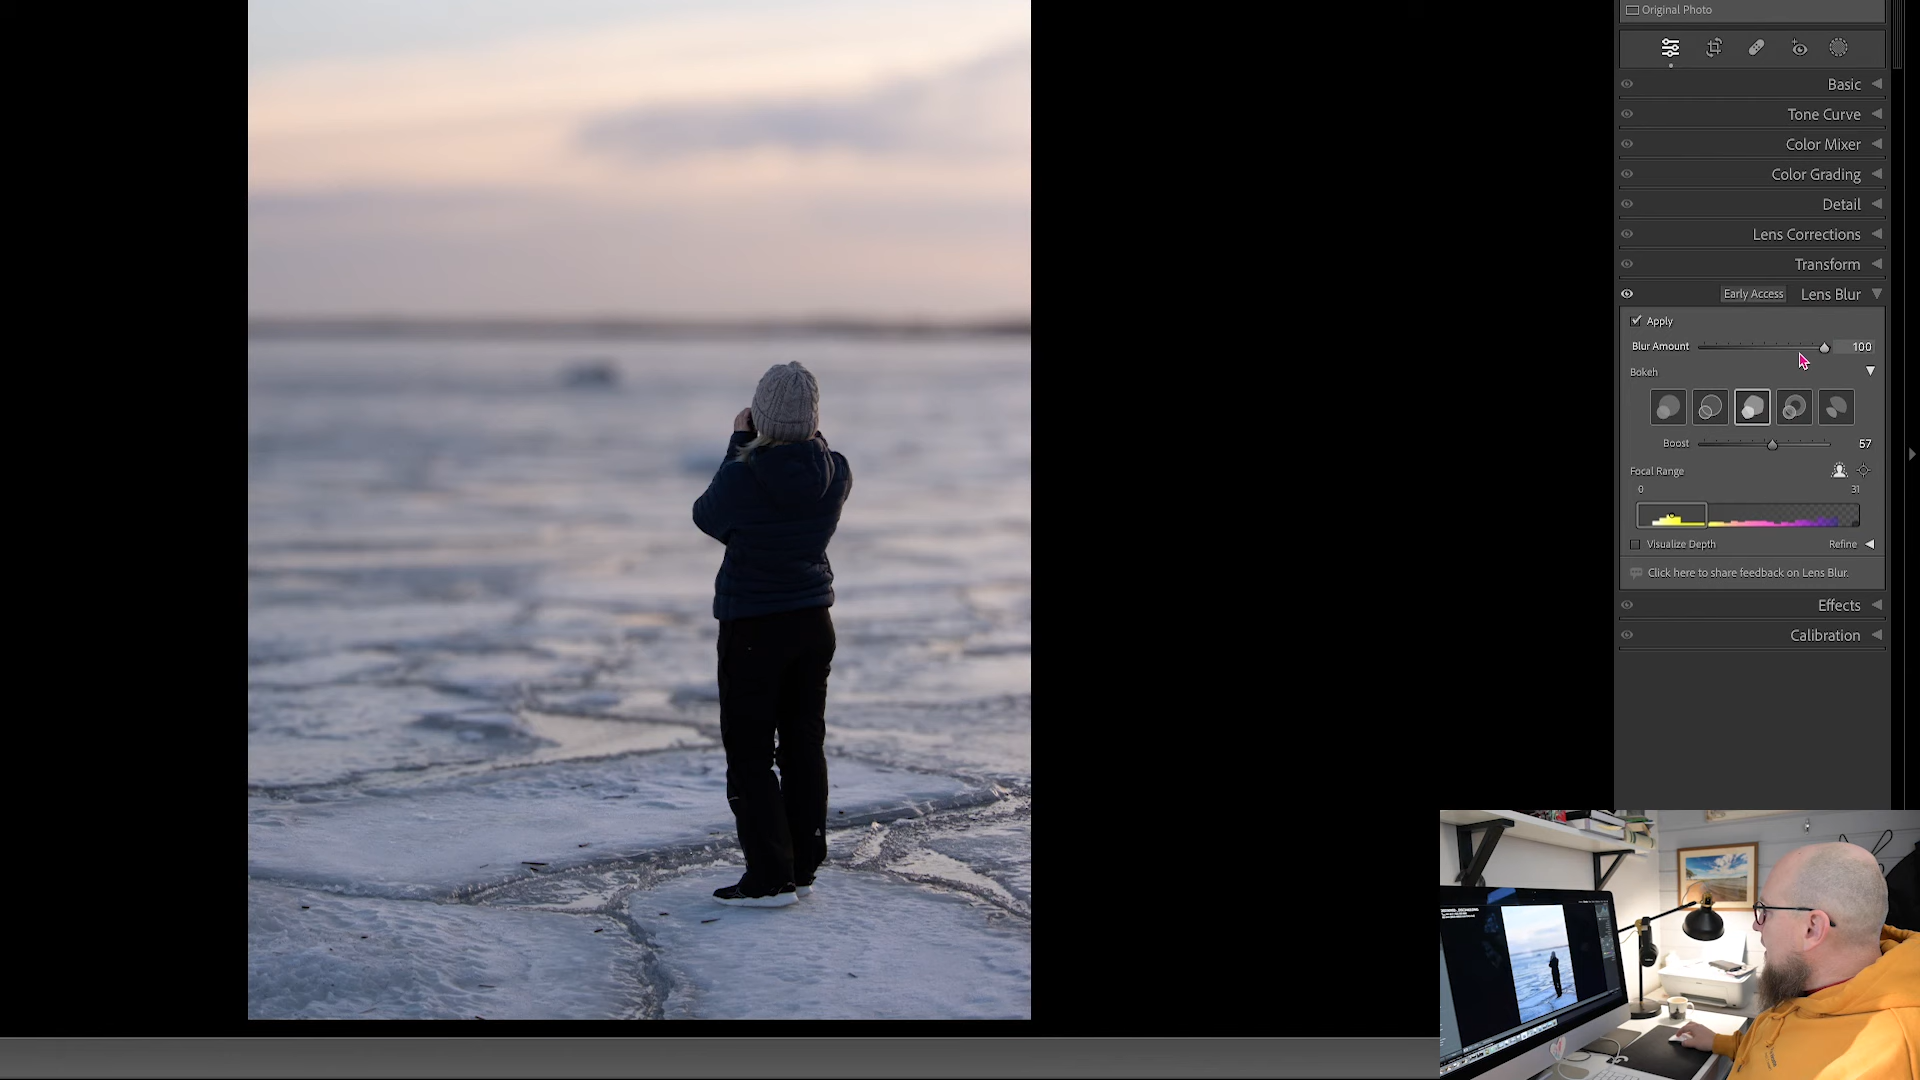 Original Photo
Basic
Tone Curve
Color Mixer
Color Grading
Detail
Lens Corrections
Transform
Early Access Lens Blur
Apply
Blur Amount 100
Bokeh
Boost 57
Focal Range
0 31
Visualize Depth Refine
Click here to share feedback on Lens Blur.
Effects
Calibration